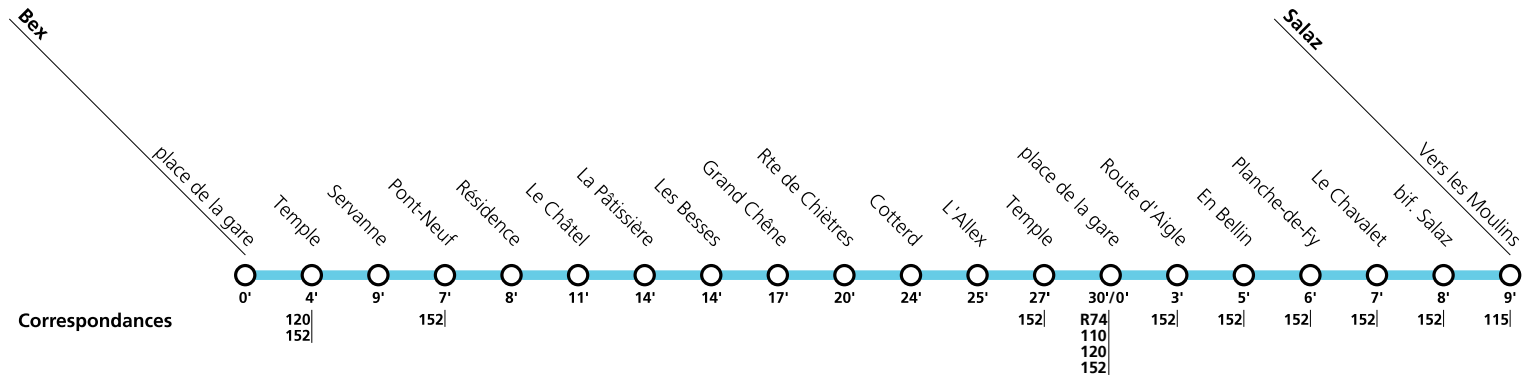 Bex
Salaz
place de la gare
Temple
Servanne
Pont-Neuf
Résidence
Le Châtel
La Pâtissière
Les Besses
Grand Chêne
Rte de Chiètres
Cotterd
L'Allex
Temple
place de la gare
Route d'Aigle
En Bellin
Planche-de-Fy
Le Chavalet
bif. Salaz
Vers les Moulins
0' 4' 9' 7' 8' 11' 14' 14' 17' 20' 24' 25' 27' 30'/0' 3' 5' 6' 7' 8' 9'
Correspondances 120 152 152 R74 152 152 152 152 152 115
152 110
120
152